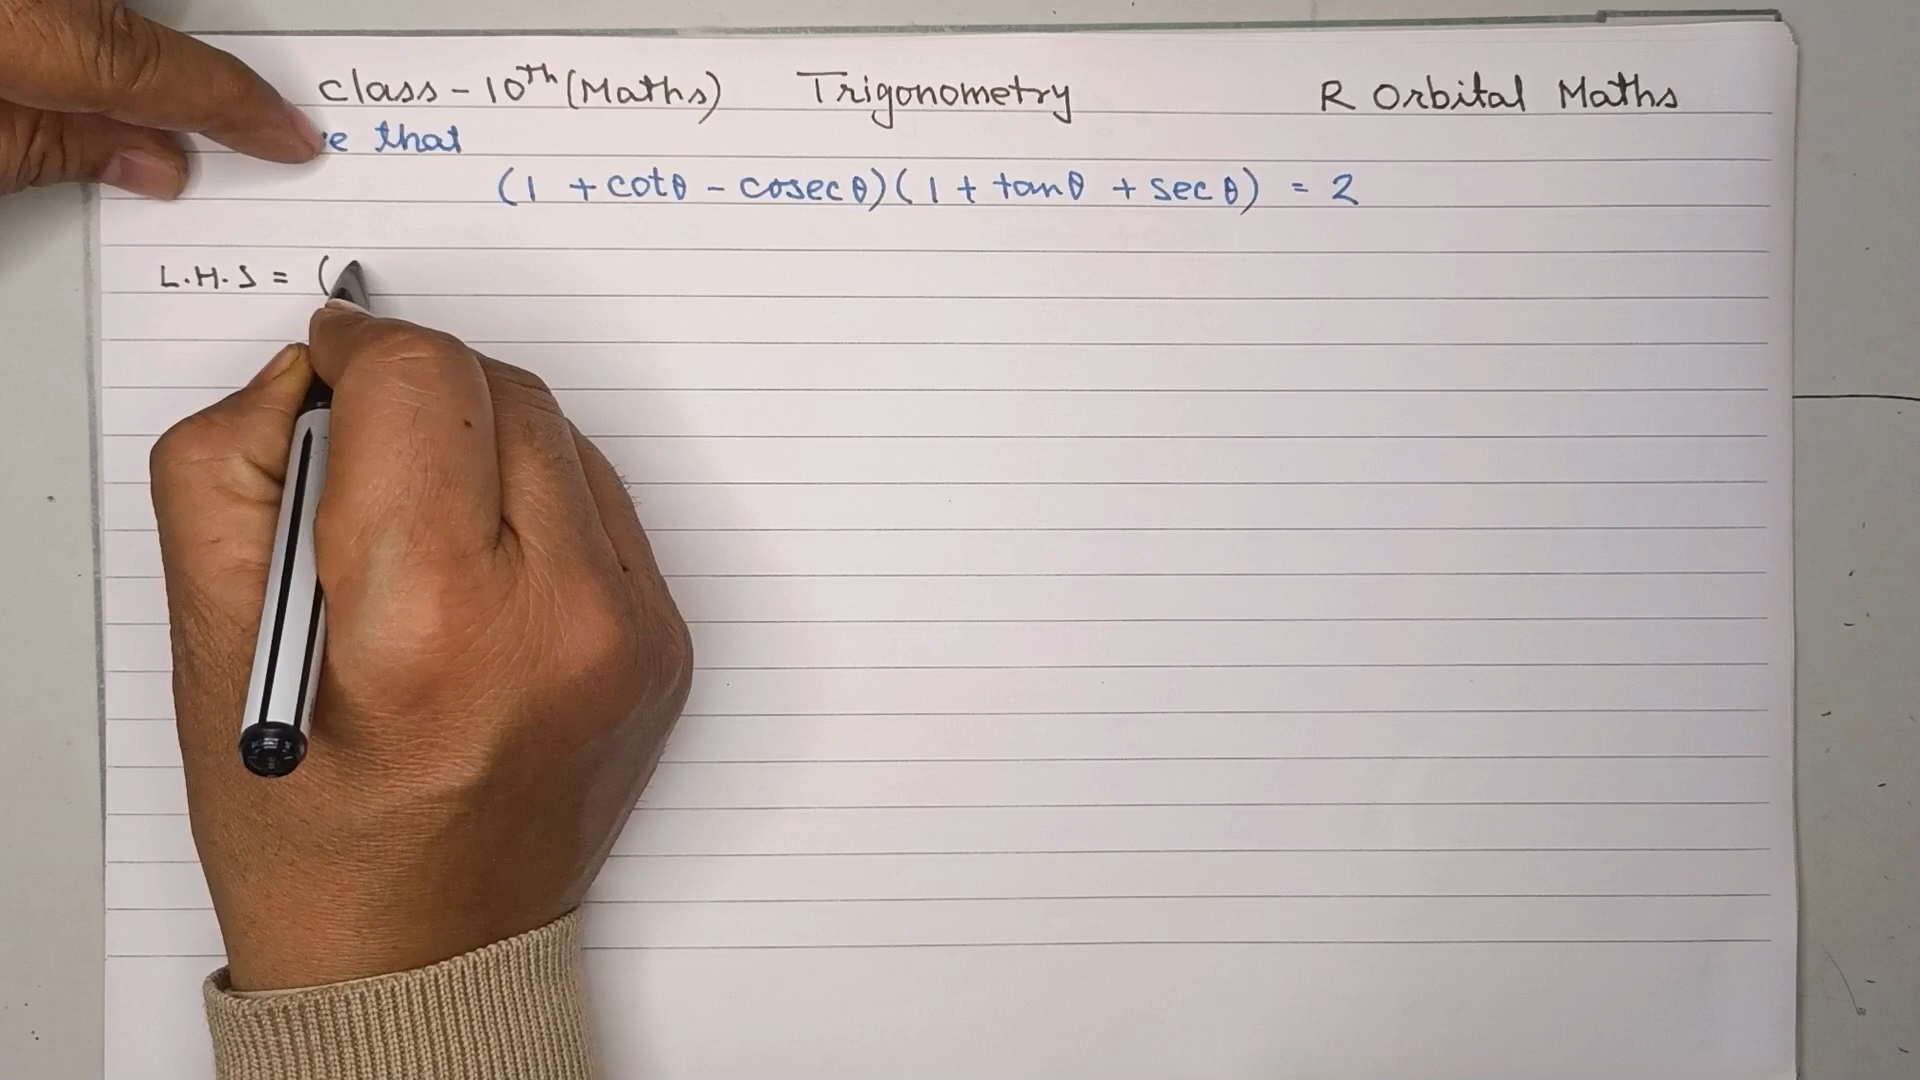 class - 10th (Maths) Trigonometry R Orbital Maths
that
(1 + cotθ - cosecθ)(1 + tanθ + secθ) = 2
L.H.S = (